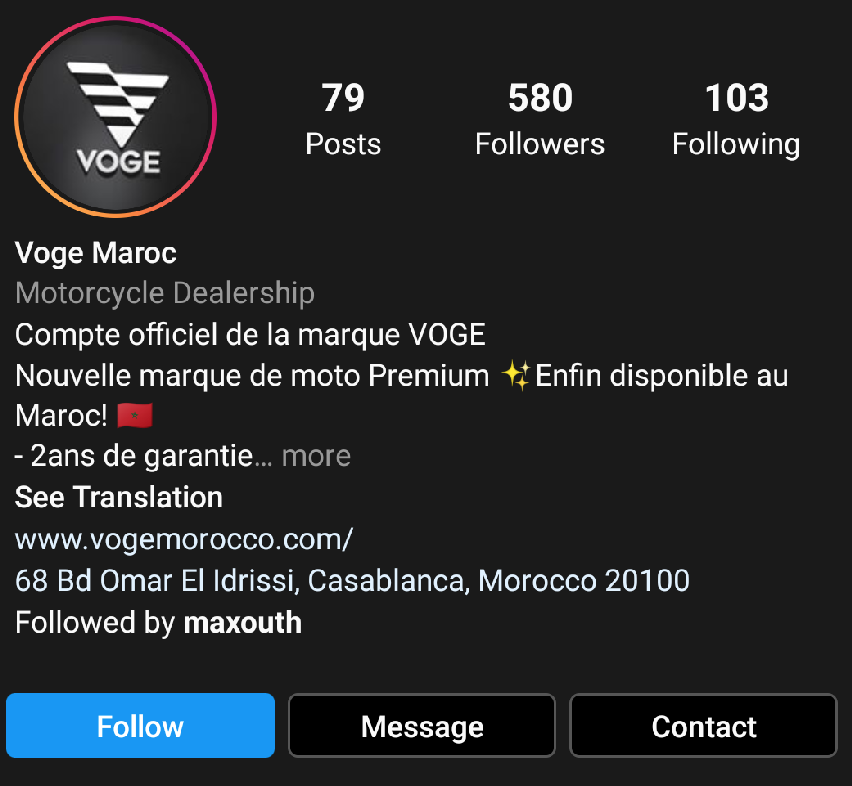 VOGE
79 580 103
Posts Followers Following
Voge Maroc
Motorcycle Dealership
Compte officiel de la marque VOGE
Nouvelle marque de moto Premium ✨Enfin disponible au
Maroc! 🇲🇦
- 2ans de garantie... more
See Translation
www.vogemorocco.com/
68 Bd Omar El Idrissi, Casablanca, Morocco 20100
Followed by maxouth
Follow Message Contact